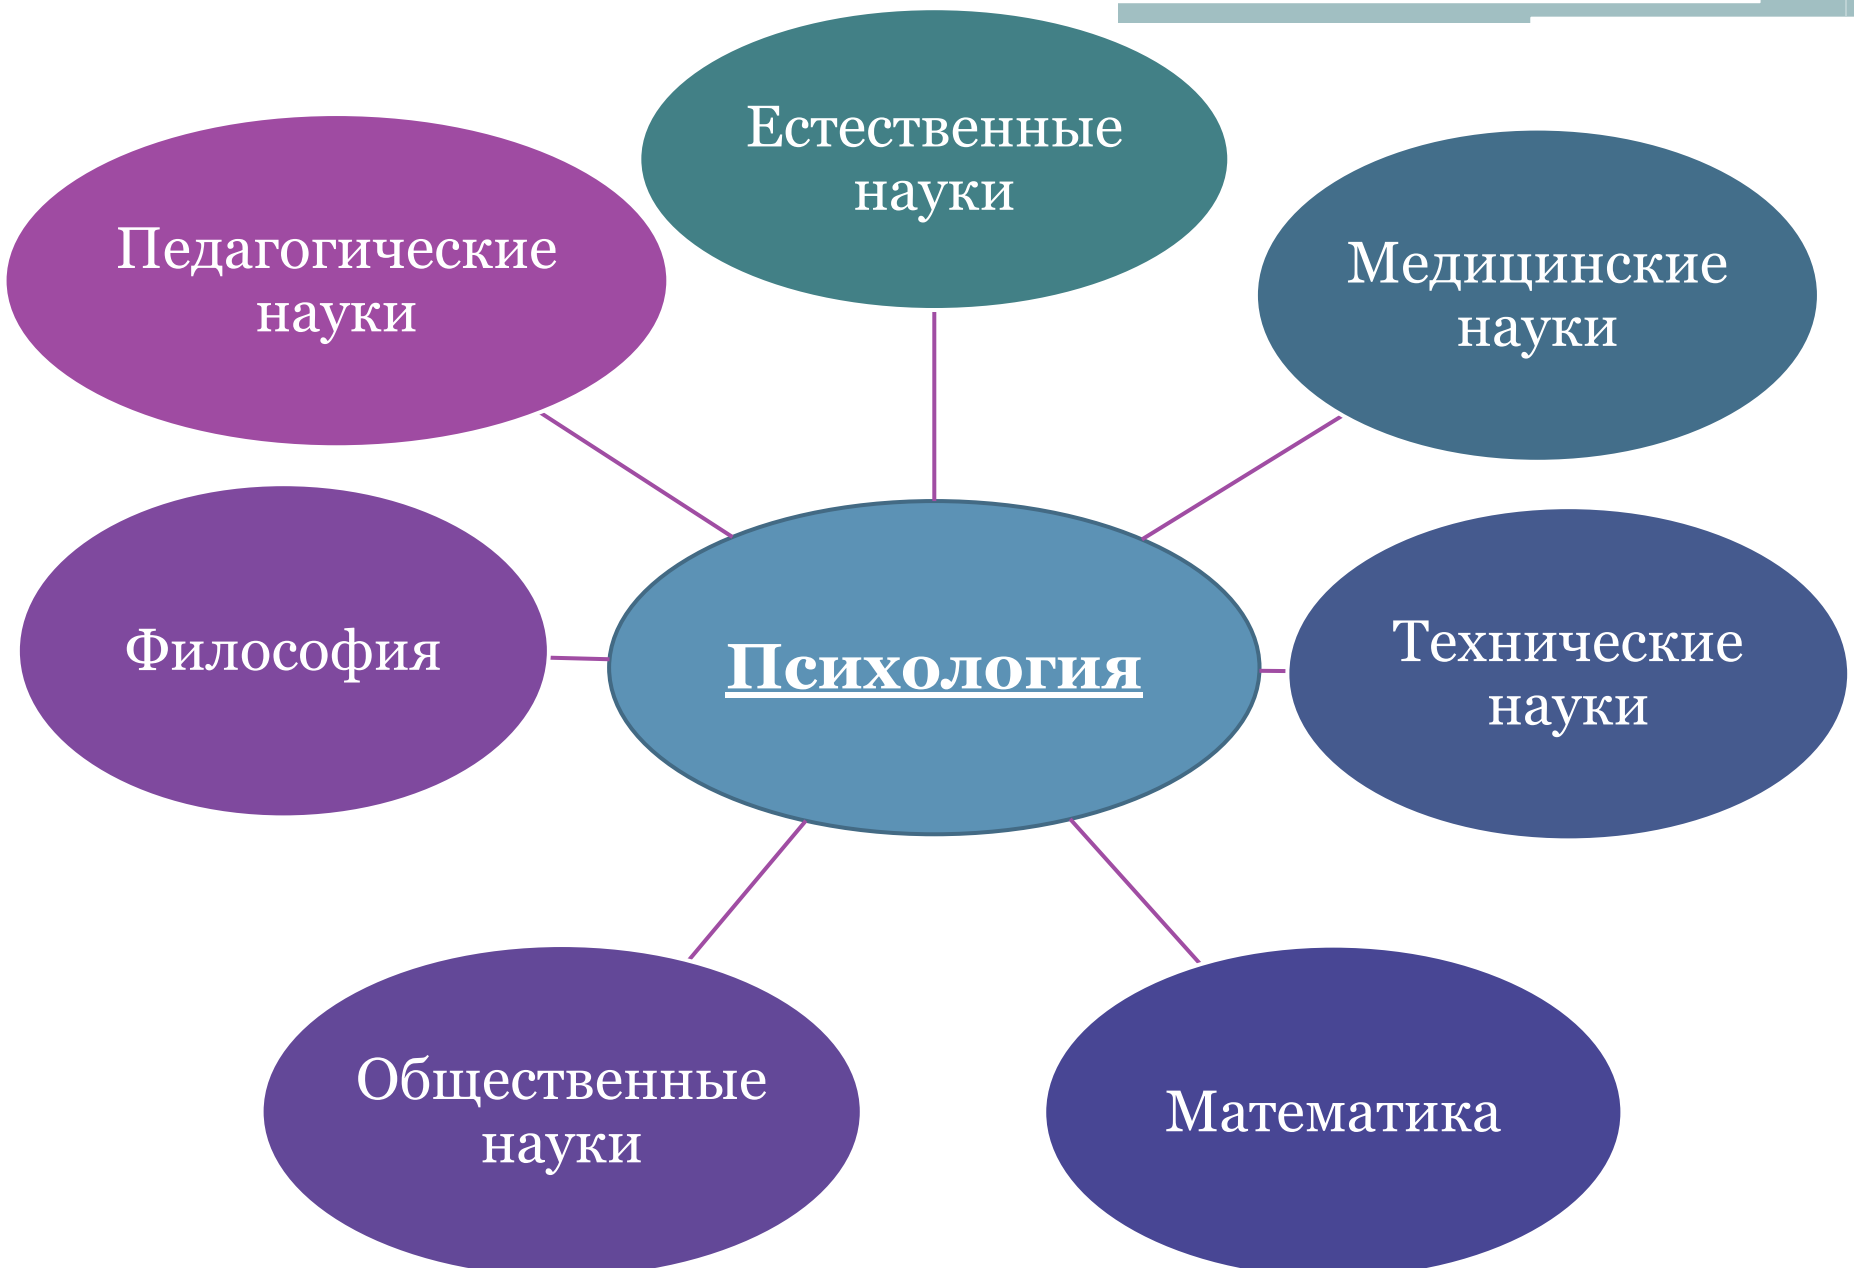 Естественные
науки
Педагогические
науки
Медицинские
науки
Философия
Психология
Технические
науки
Общественные
науки
Математика